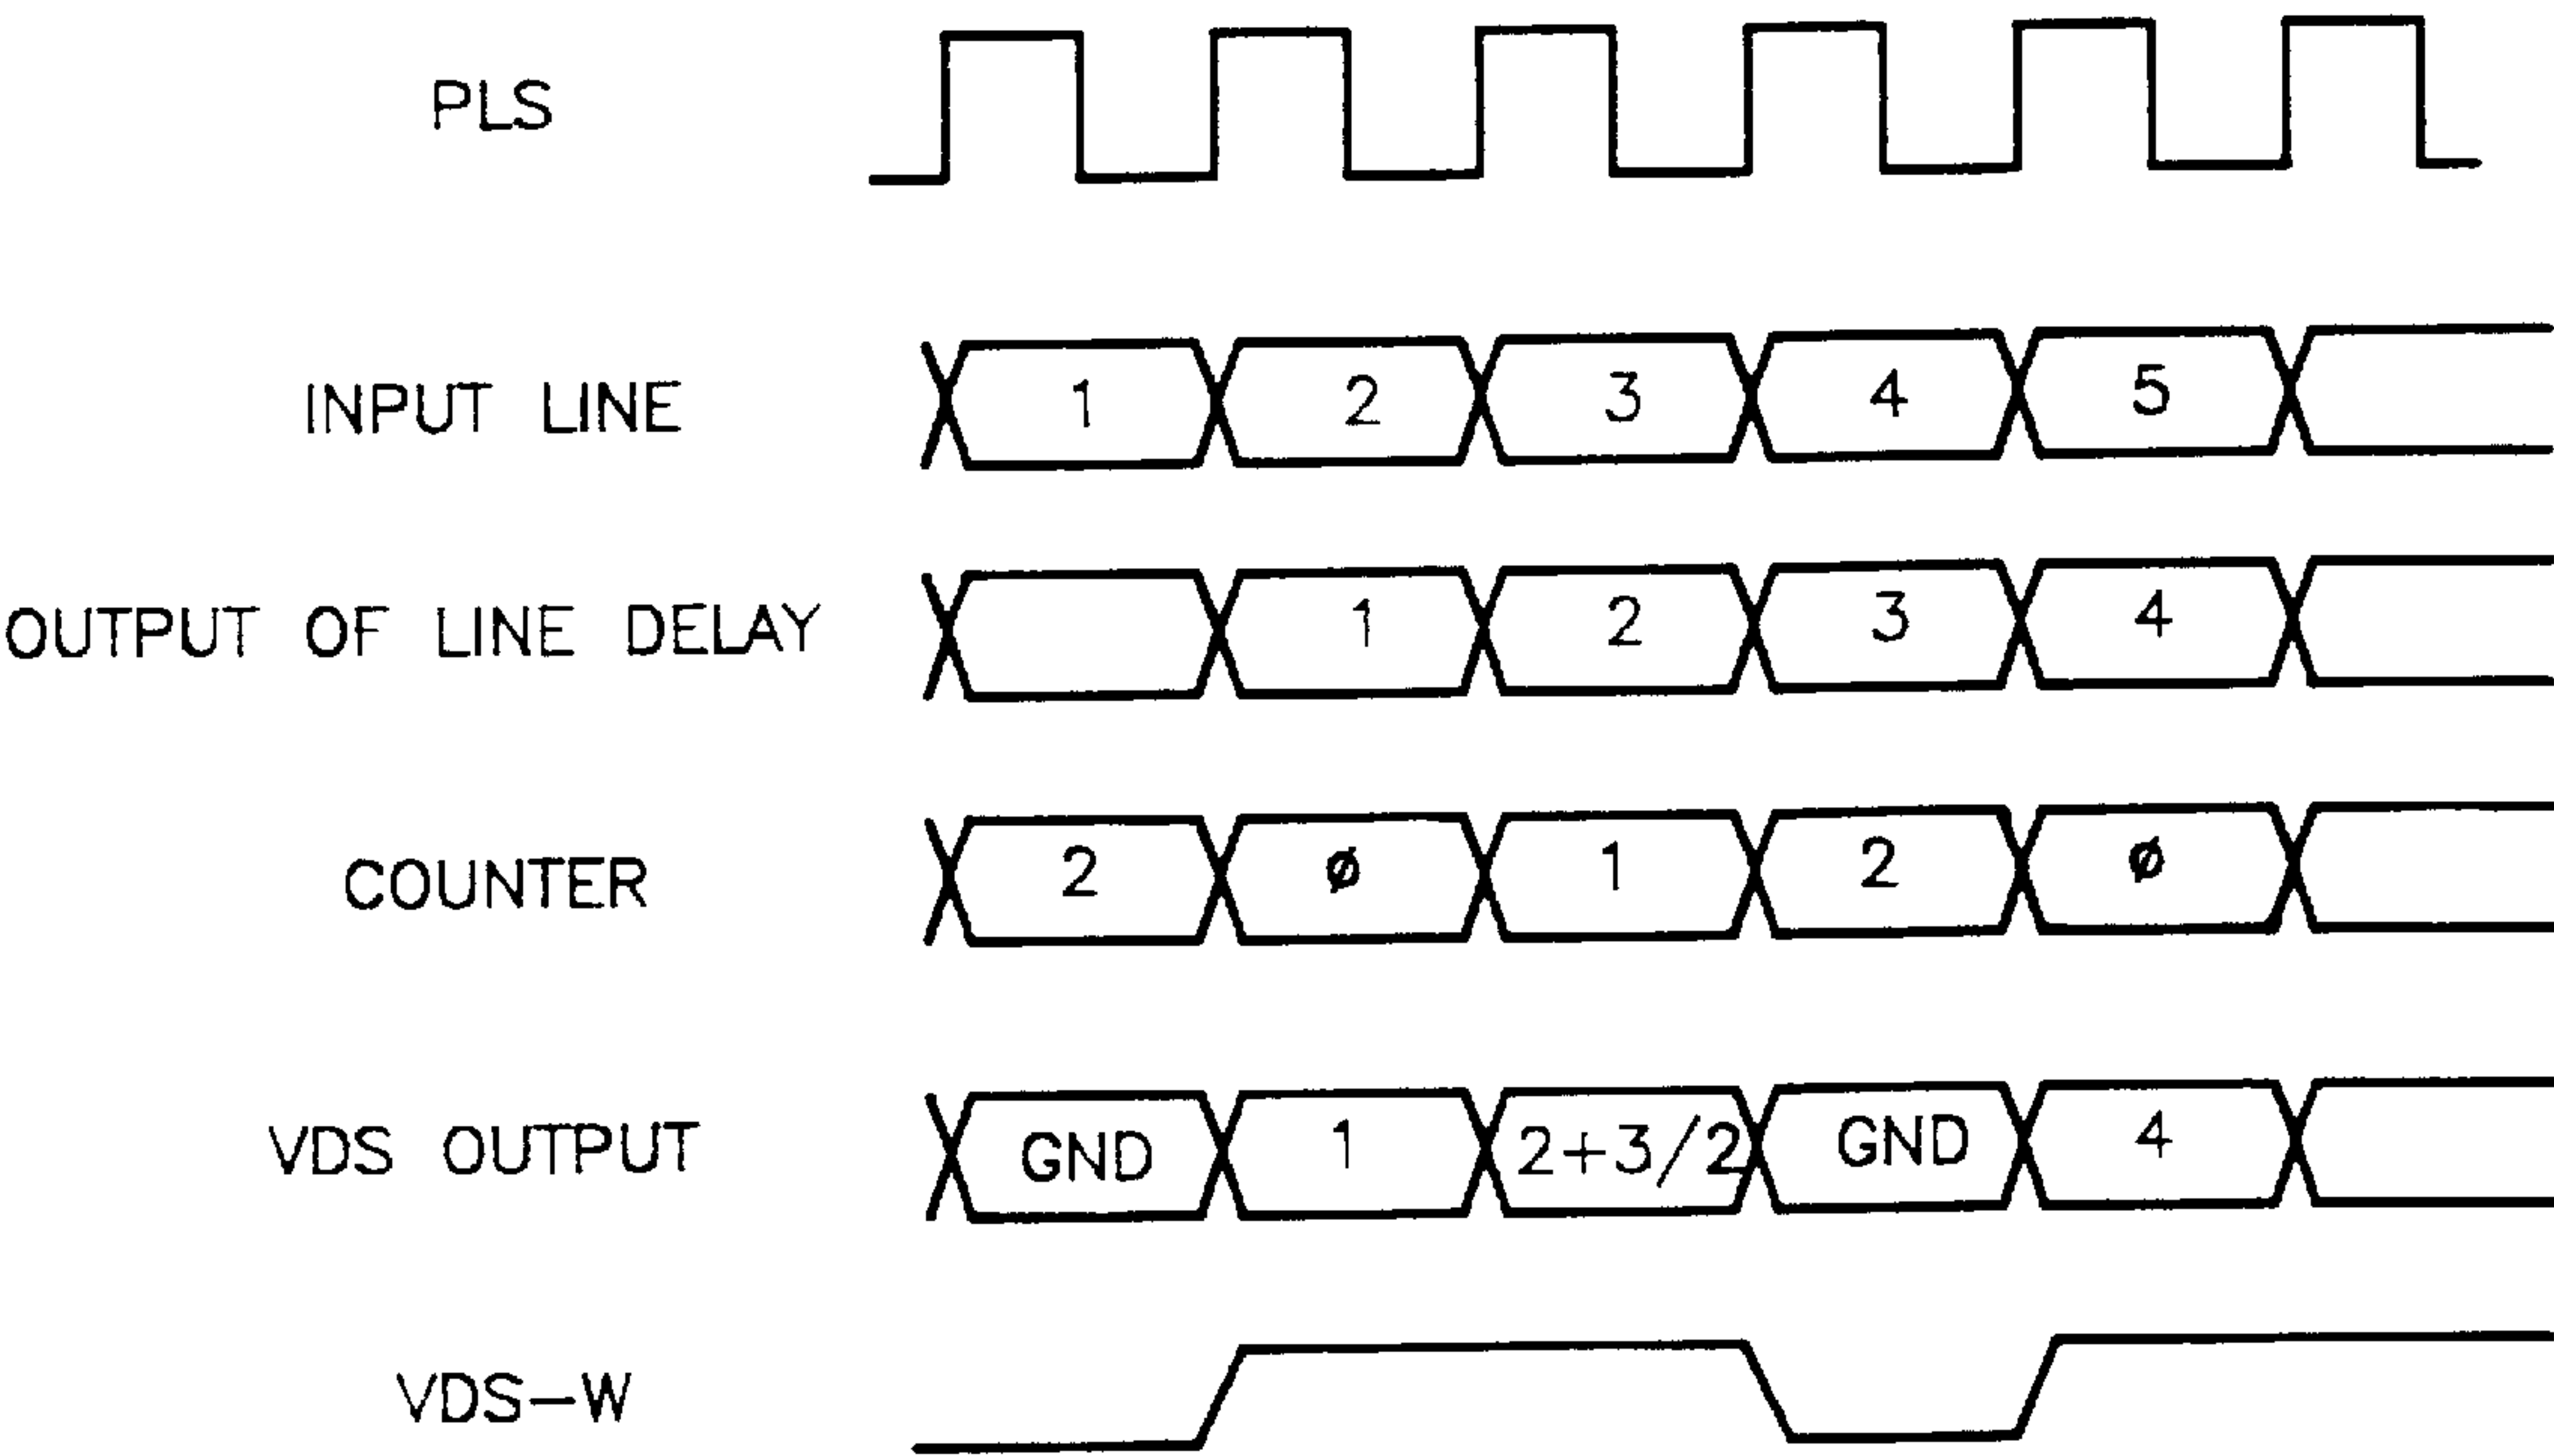 PLS
INPUT LINE 1 2 3 4 5
OUTPUT OF LINE DELAY 1 2 3 4
COUNTER 2 ø 1 2 ø
VDS OUTPUT GND 1 2+3/2 GND 4
VDS-W